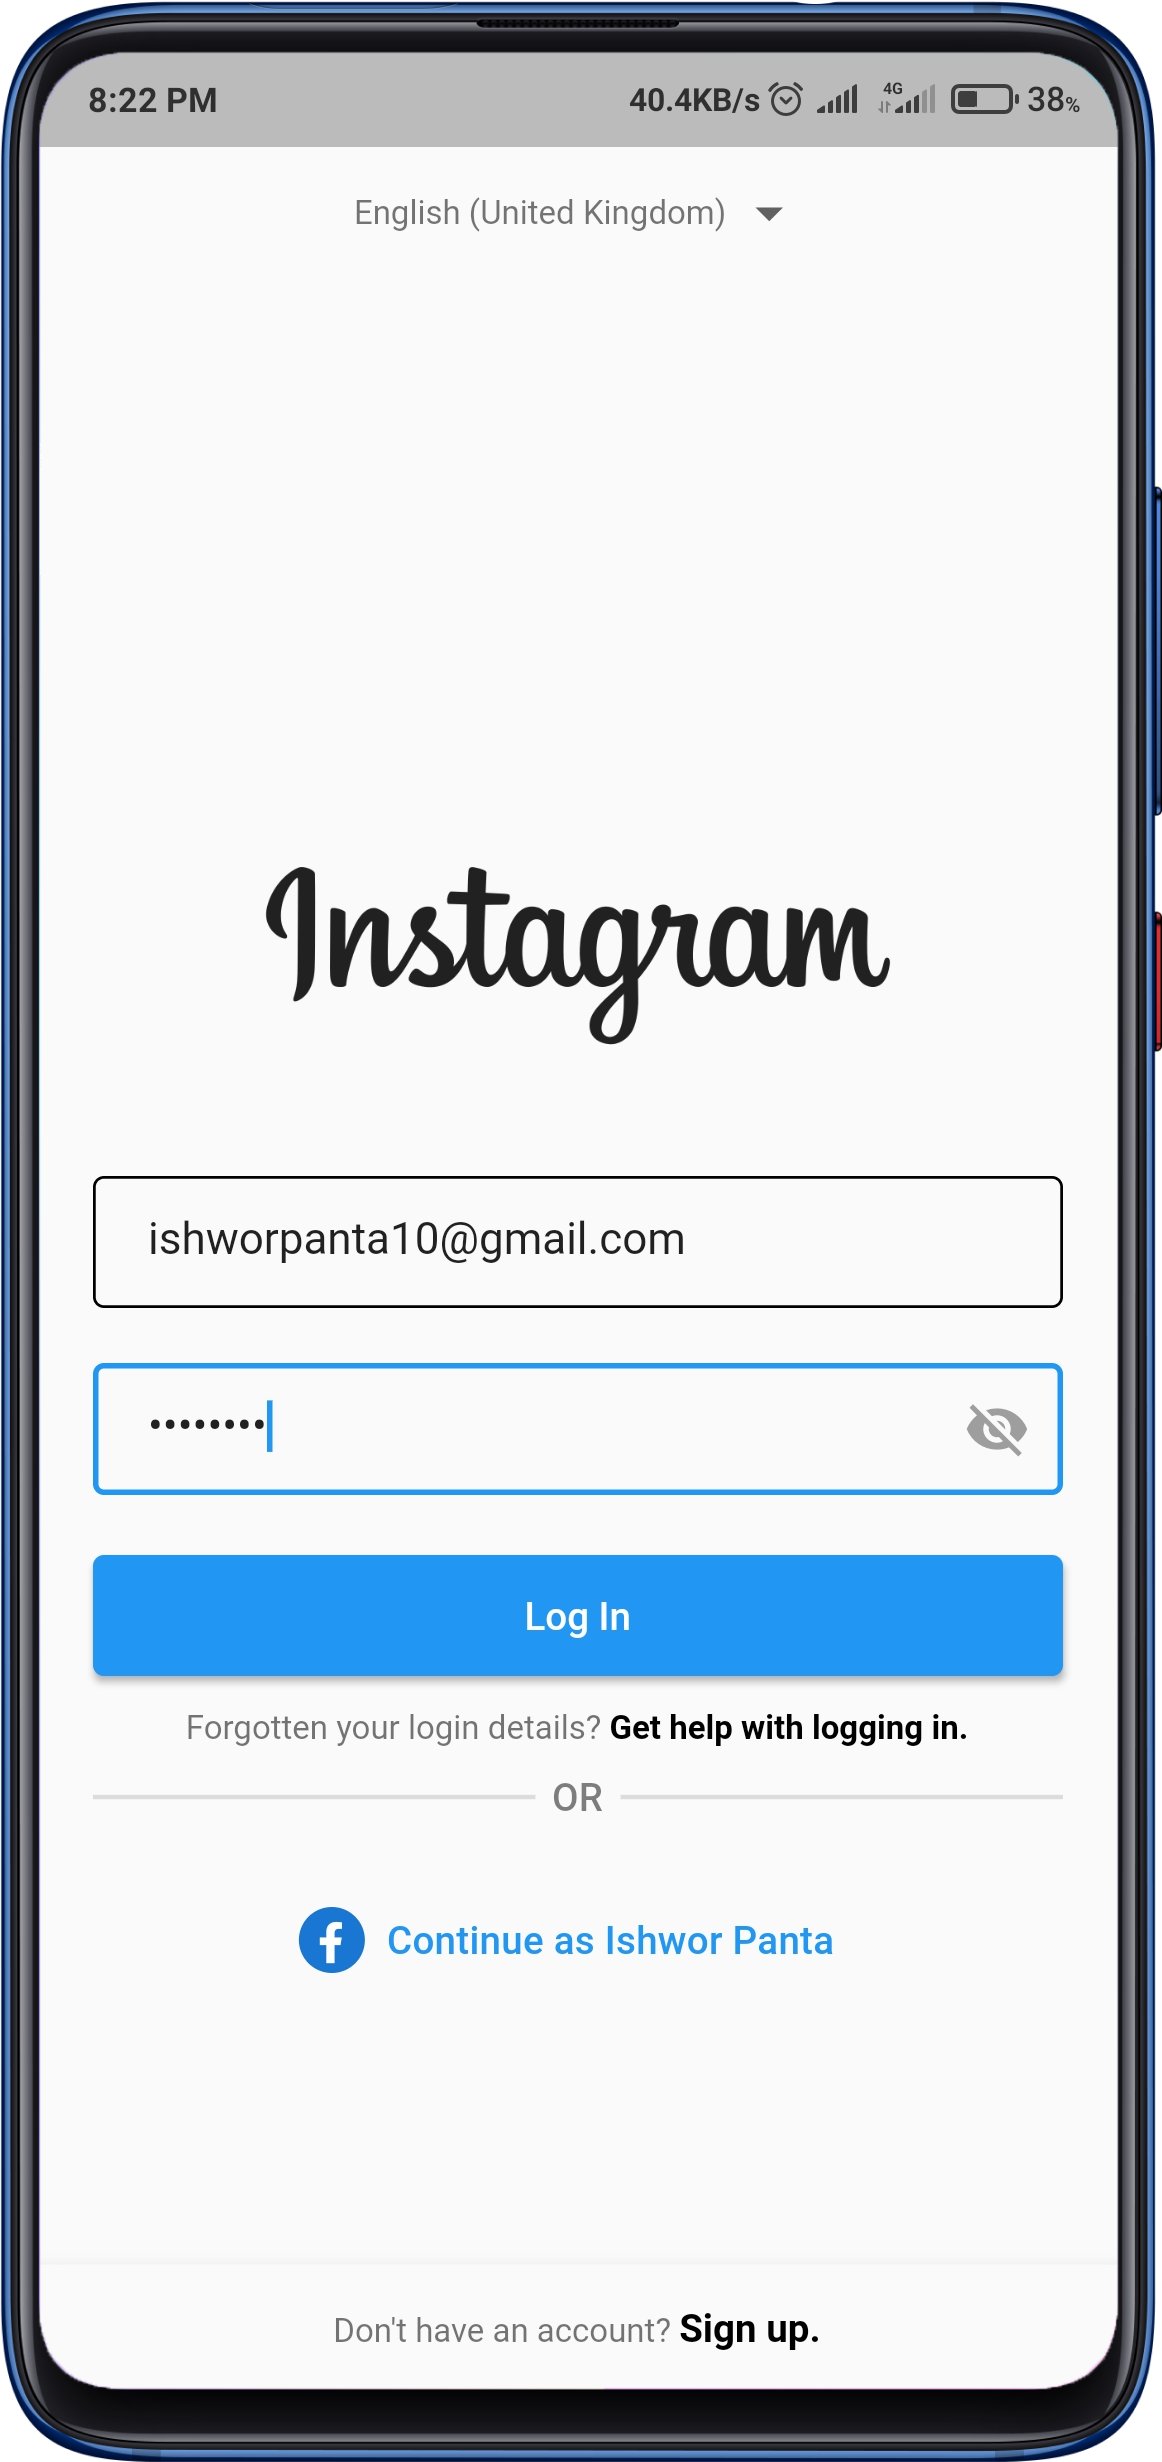 8:22 PM 40.4KB/s 4G 38%
English (United Kingdom)
Instagram
ishworpanta10@gmail.com
••••••••
Log In
Forgotten your login details? Get help with logging in.
OR
f Continue as Ishwor Panta
Don't have an account? Sign up.